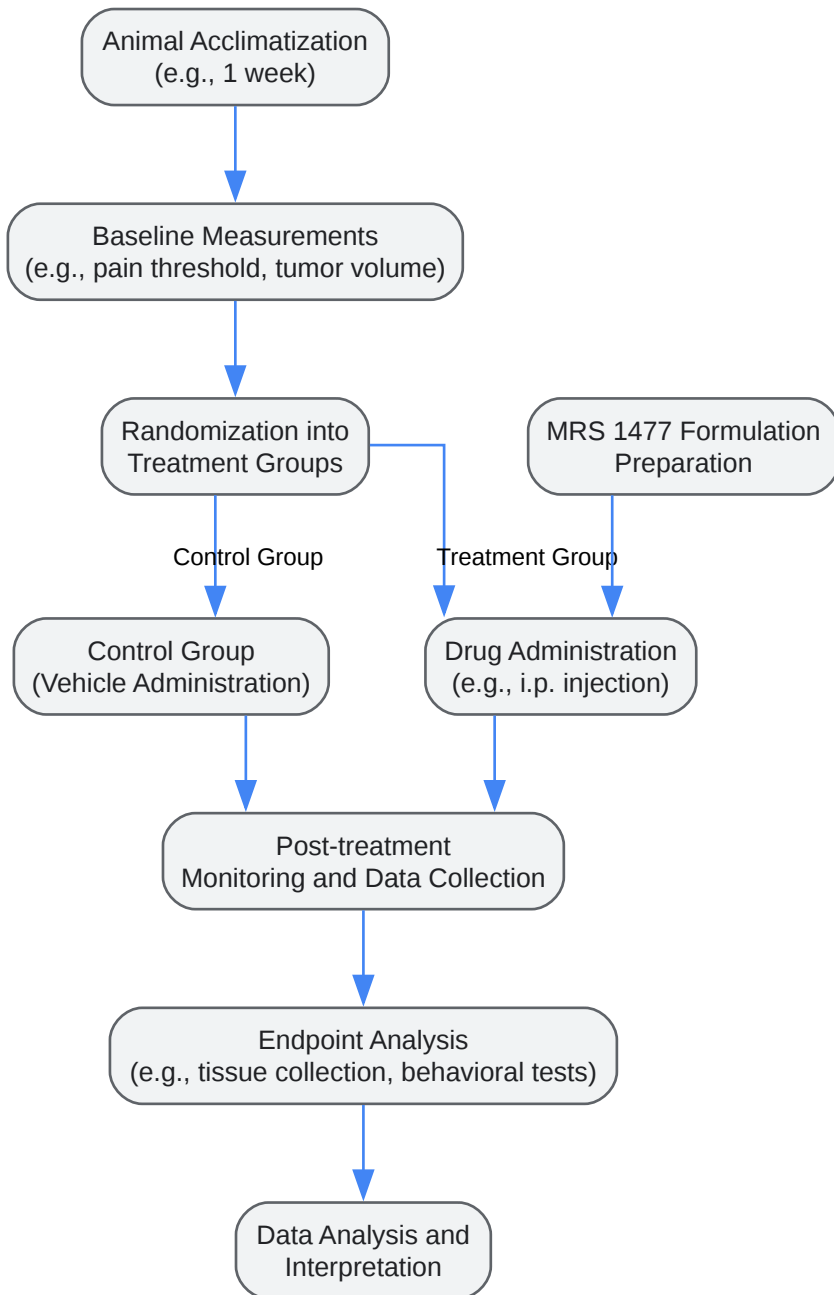 Animal Acclimatization
(e.g., 1 week)
Baseline Measurements
(e.g., pain threshold, tumor volume)
Randomization into
Treatment Groups
MRS 1477 Formulation
Preparation
Control Group
Treatment Group
Control Group
(Vehicle Administration)
Drug Administration
(e.g., i.p. injection)
Post-treatment
Monitoring and Data Collection
Endpoint Analysis
(e.g., tissue collection, behavioral tests)
Data Analysis and
Interpretation